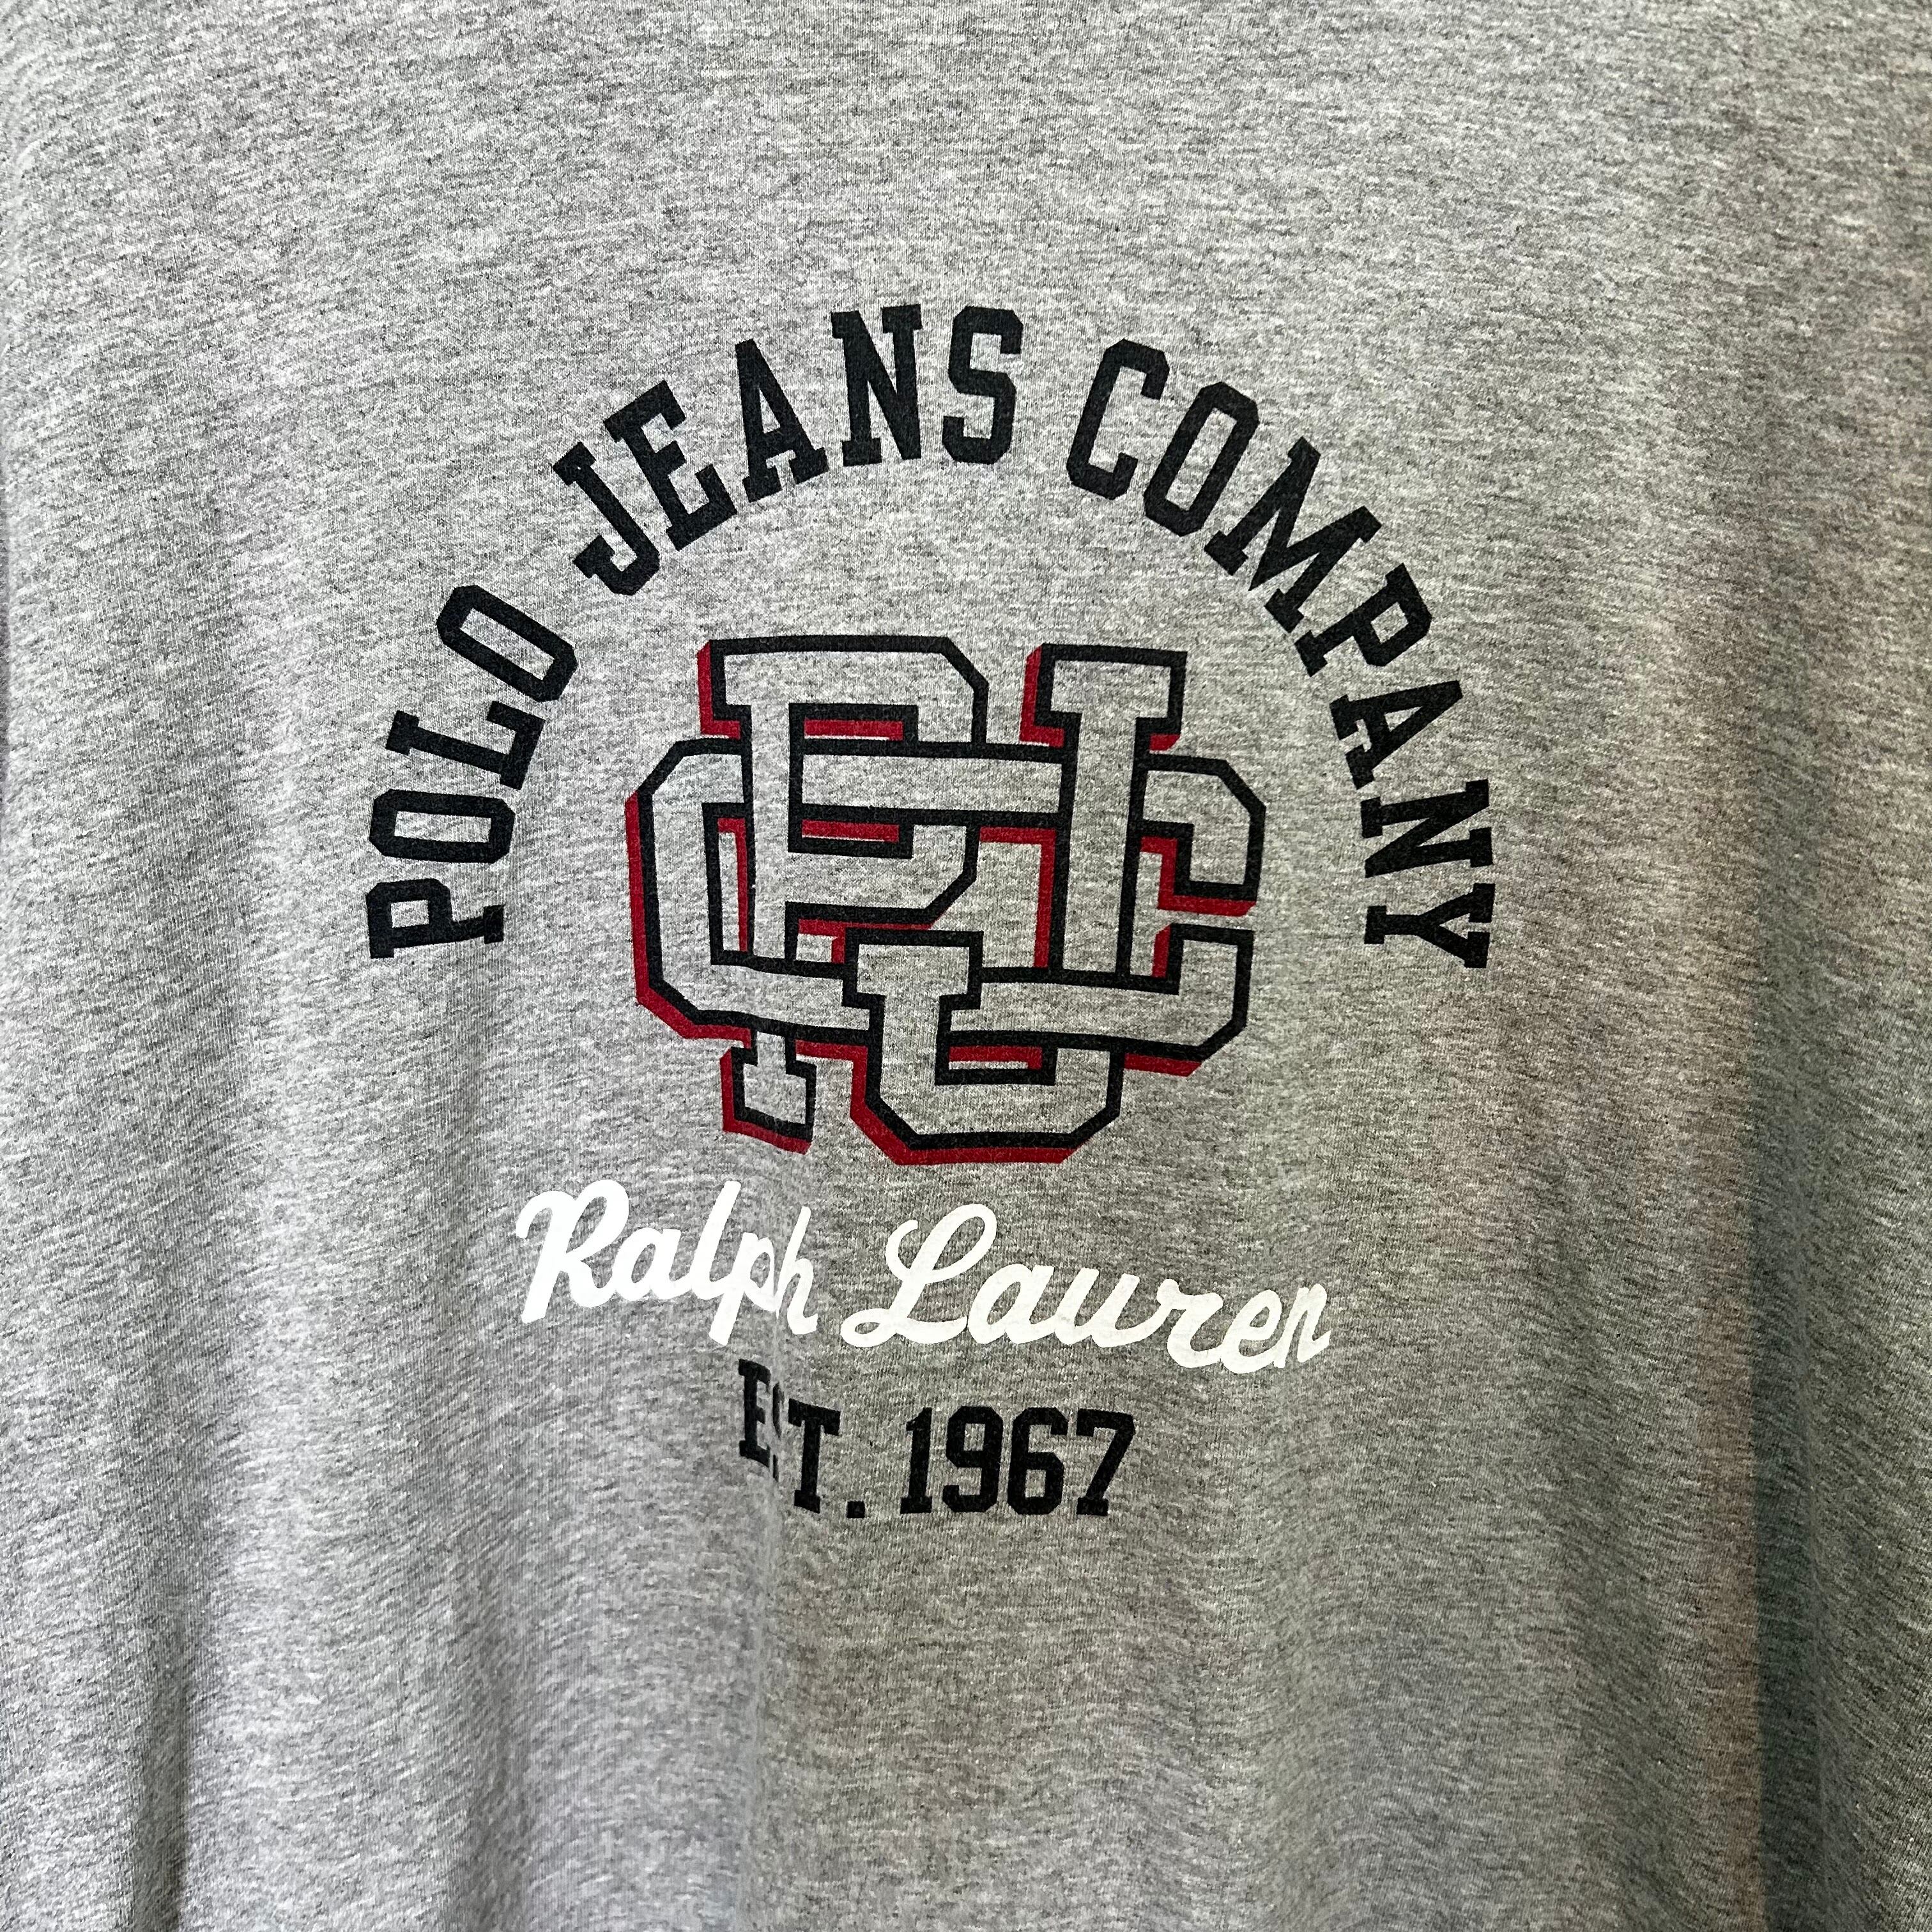 POLO JEANS COMPANY
PJC
Ralph Lauren
EST. 1967